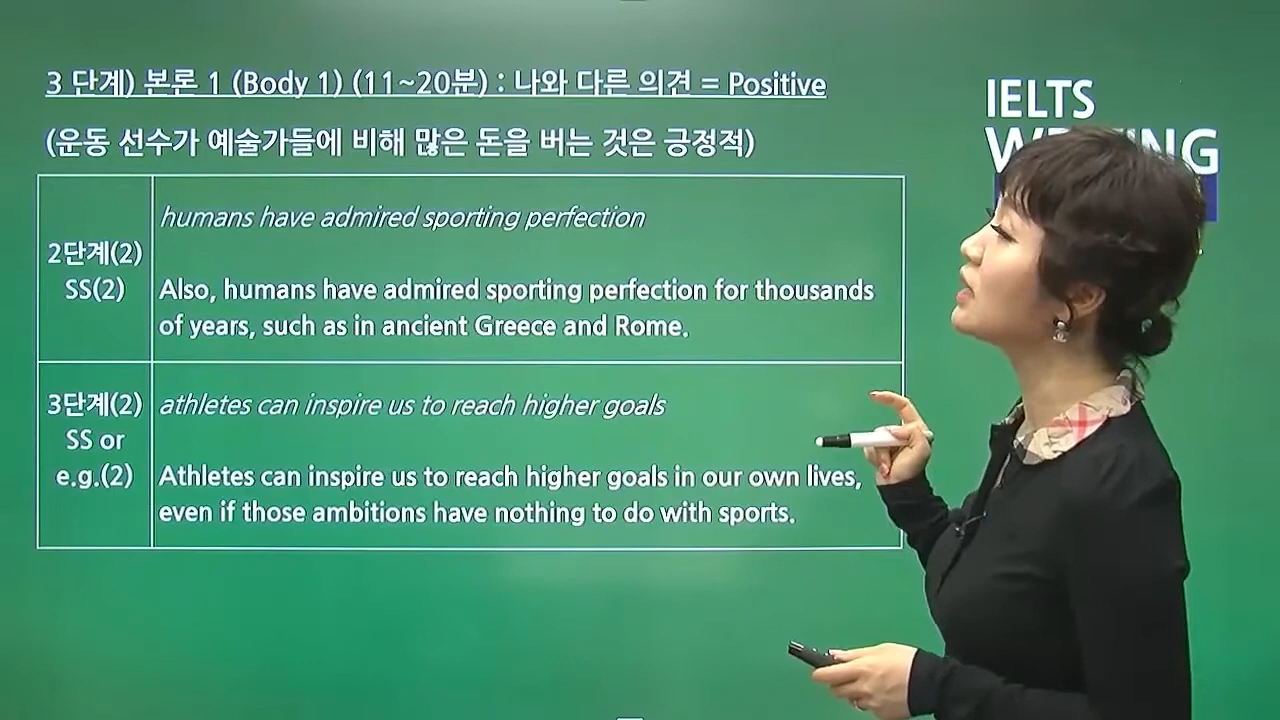 3 단계) 본론 1 (Body 1) (11~20분) : 나와 다른 의견 = Positive
(운동 선수가 예술가들에 비해 많은 돈을 버는 것은 긍정적)
2단계(2)
SS(2)
humans have admired sporting perfection
Also, humans have admired sporting perfection for thousands
of years, such as in ancient Greece and Rome.
3단계(2)
SS or
e.g.(2)
athletes can inspire us to reach higher goals
Athletes can inspire us to reach higher goals in our own lives,
even if those ambitions have nothing to do with sports.
IELTS